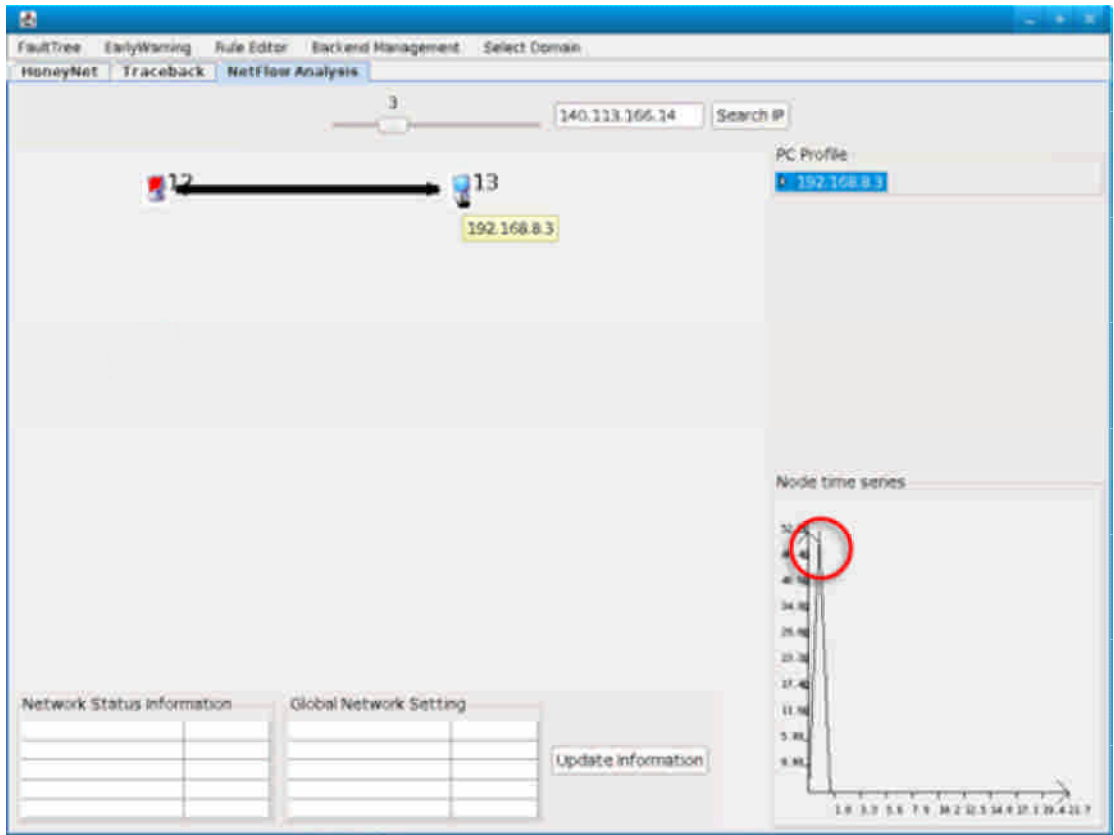 FaultTree EarlyWarning Rule Editor Backend Management Select Domain
HoneyNet Traceback NetFlow Analysis
3
140.113.166.14 Search IP
PC Profile
192.168.8.3
12 13
192.168.8.3
Node time series
Network Status Information Global Network Setting
Update Information